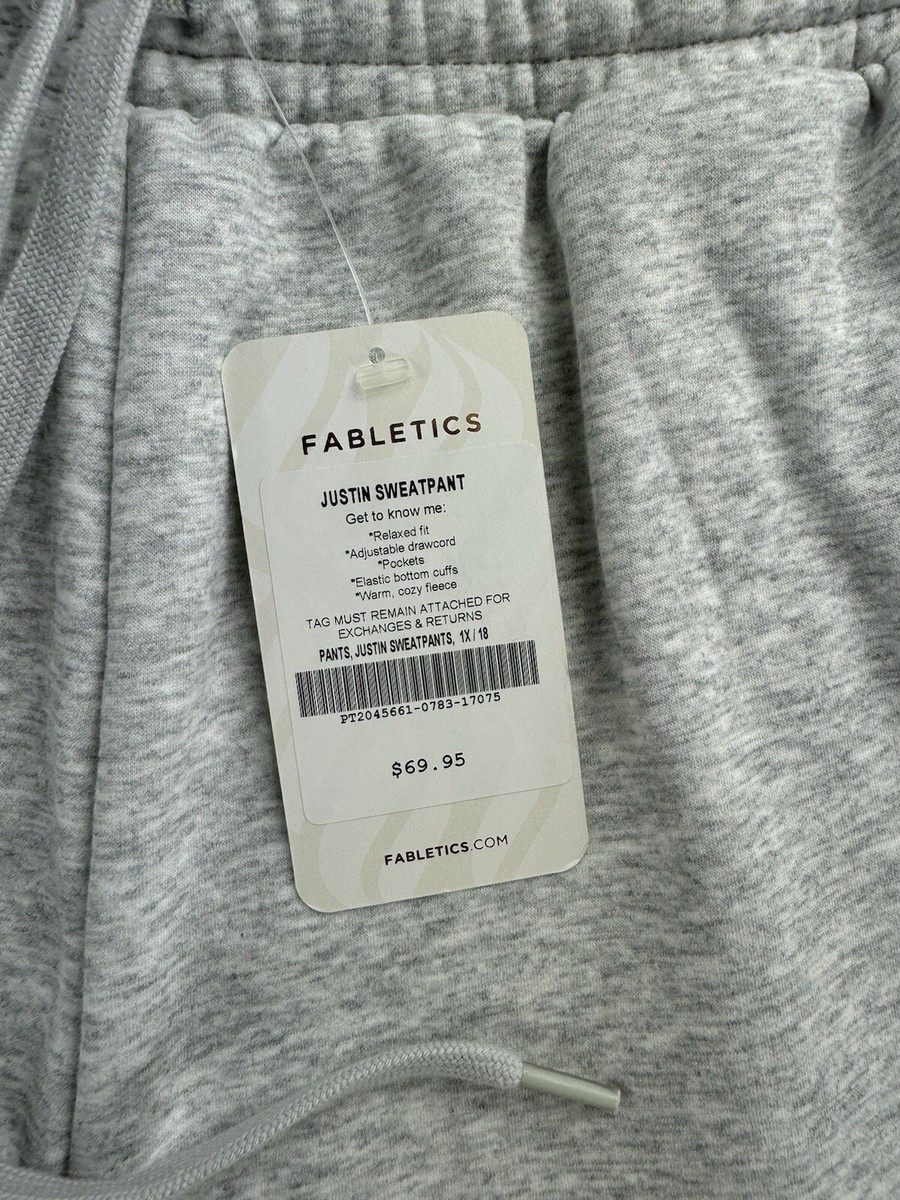 FABLETICS
JUSTIN SWEATPANT
Get to know me:
*Relaxed fit
*Adjustable drawcord
*Pockets
*Elastic bottom cuffs
*Warm, cozy fleece
TAG MUST REMAIN ATTACHED FOR
EXCHANGES & RETURNS
PANTS, JUSTIN SWEATPANTS, 1X / 18
PT2045661-0783-17075
$69.95
FABLETICS.COM